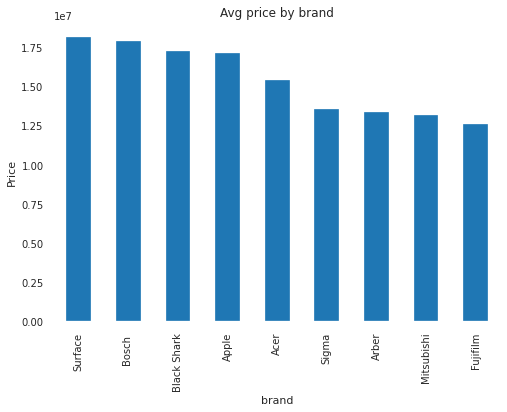 Avg price by brand
1e7
1.75
1.50
1.25
1.00
0.75
0.50
0.25
0.00
Price
Surface
Bosch
Black Shark
Apple
Acer
Sigma
Arber
Mitsubishi
Fujifilm
brand